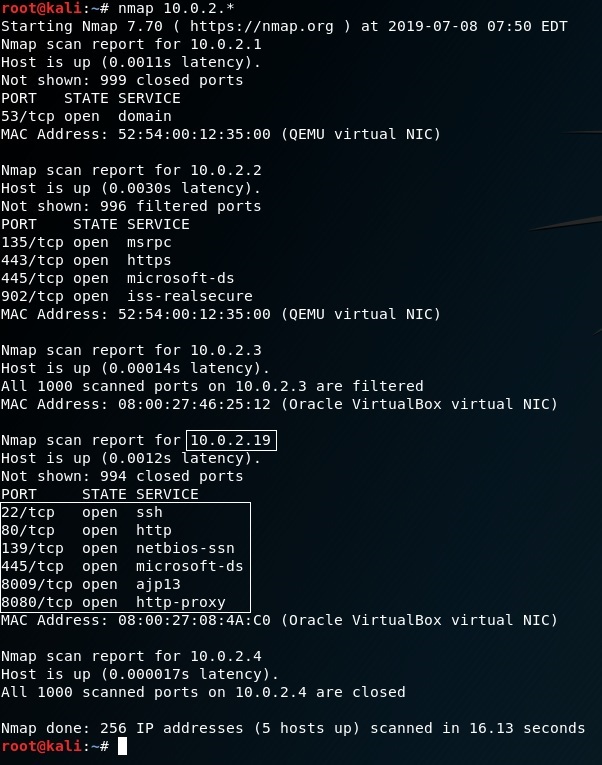 root@kali:~# nmap 10.0.2.*
Starting Nmap 7.70 ( https://nmap.org ) at 2019-07-08 07:50 EDT
Nmap scan report for 10.0.2.1
Host is up (0.0011s latency).
Not shown: 999 closed ports
PORT   STATE SERVICE
53/tcp open  domain
MAC Address: 52:54:00:12:35:00 (QEMU virtual NIC)

Nmap scan report for 10.0.2.2
Host is up (0.0030s latency).
Not shown: 996 filtered ports
PORT    STATE SERVICE
135/tcp open  msrpc
443/tcp open  https
445/tcp open  microsoft-ds
902/tcp open  iss-realsecure
MAC Address: 52:54:00:12:35:00 (QEMU virtual NIC)

Nmap scan report for 10.0.2.3
Host is up (0.00014s latency).
All 1000 scanned ports on 10.0.2.3 are filtered
MAC Address: 08:00:27:46:25:12 (Oracle VirtualBox virtual NIC)

Nmap scan report for 10.0.2.19
Host is up (0.0012s latency).
Not shown: 994 closed ports
PORT     STATE SERVICE
22/tcp   open  ssh
80/tcp   open  http
139/tcp  open  netbios-ssn
445/tcp  open  microsoft-ds
8009/tcp open  ajp13
8080/tcp open  http-proxy
MAC Address: 08:00:27:08:4A:C0 (Oracle VirtualBox virtual NIC)

Nmap scan report for 10.0.2.4
Host is up (0.000017s latency).
All 1000 scanned ports on 10.0.2.4 are closed

Nmap done: 256 IP addresses (5 hosts up) scanned in 16.13 seconds
root@kali:~#